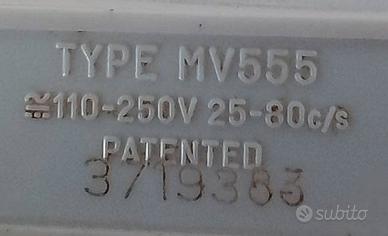 TYPE MV555
≅110-250V 25-80c/s
PATENTED
3/19383
subito